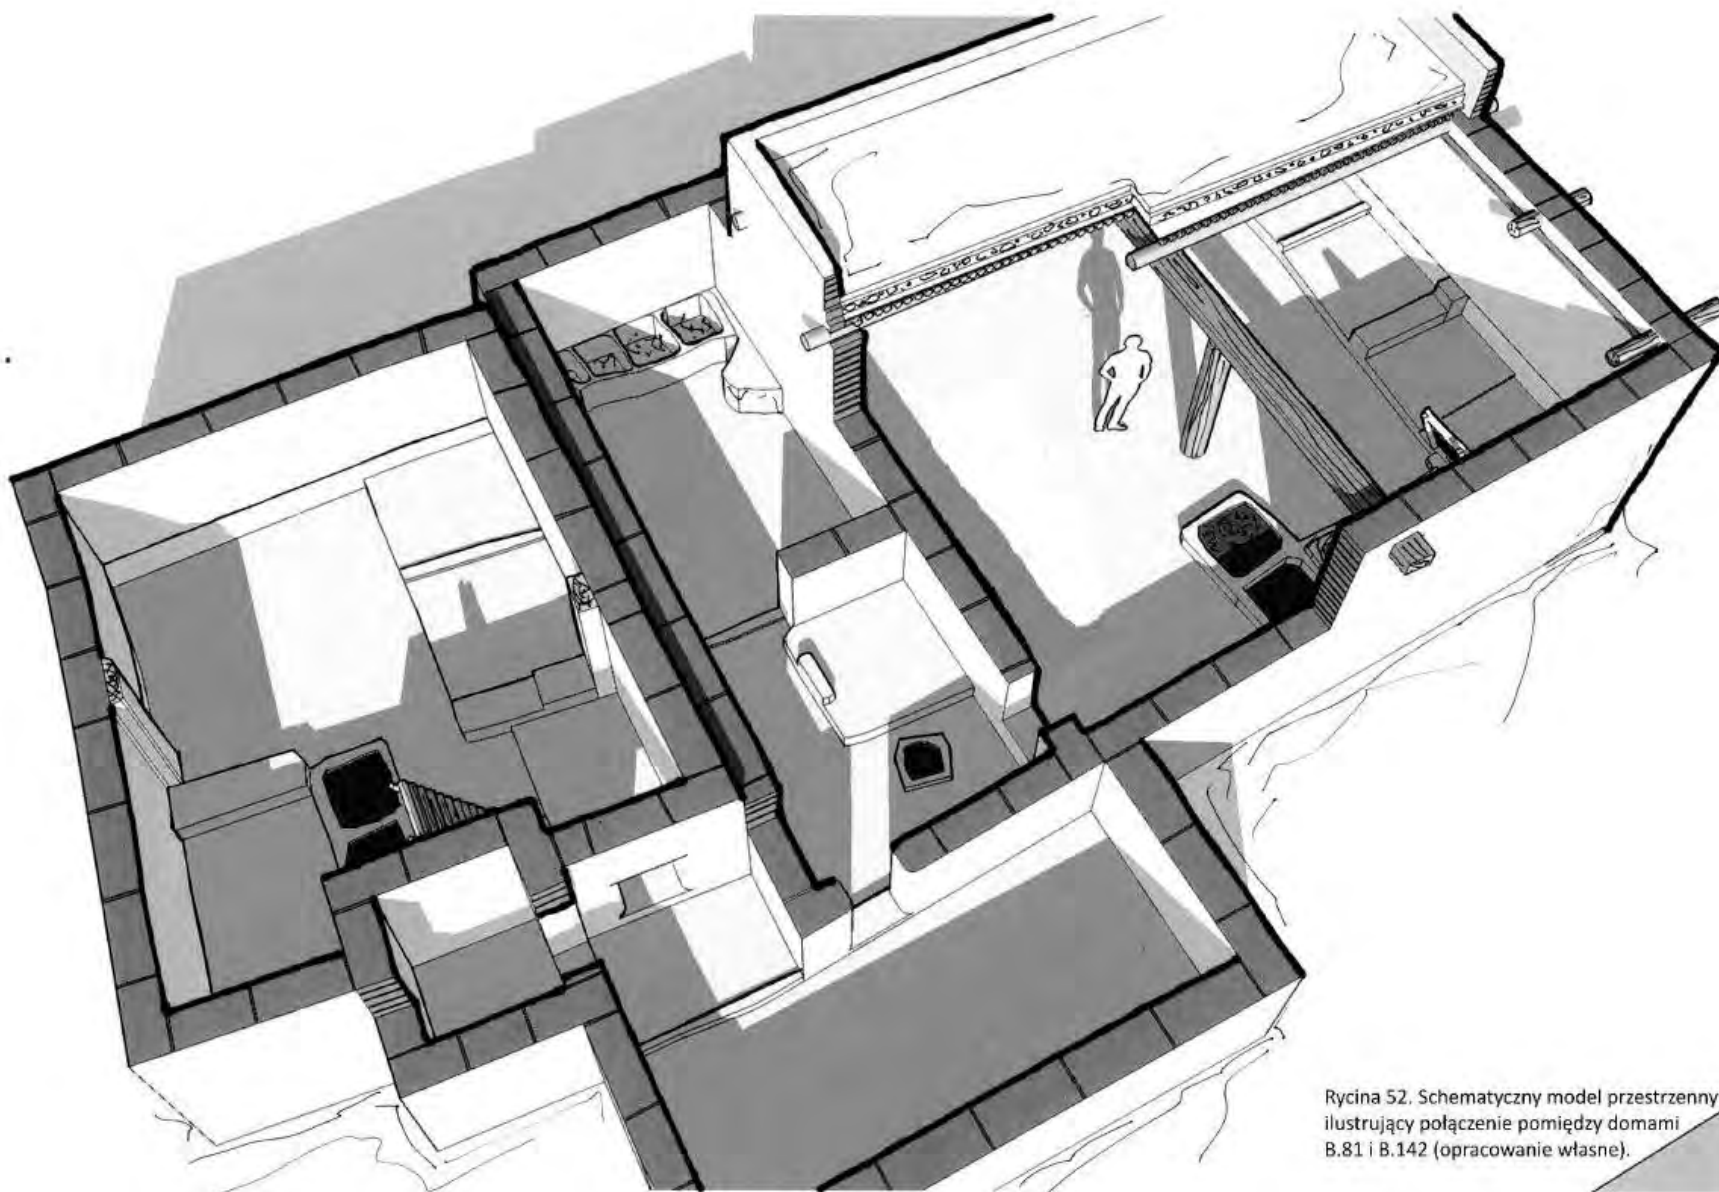 Rycina 52. Schematyczny model przestrzenny
ilustrujący połączenie pomiędzy domami
B.81 i B.142 (opracowanie własne).